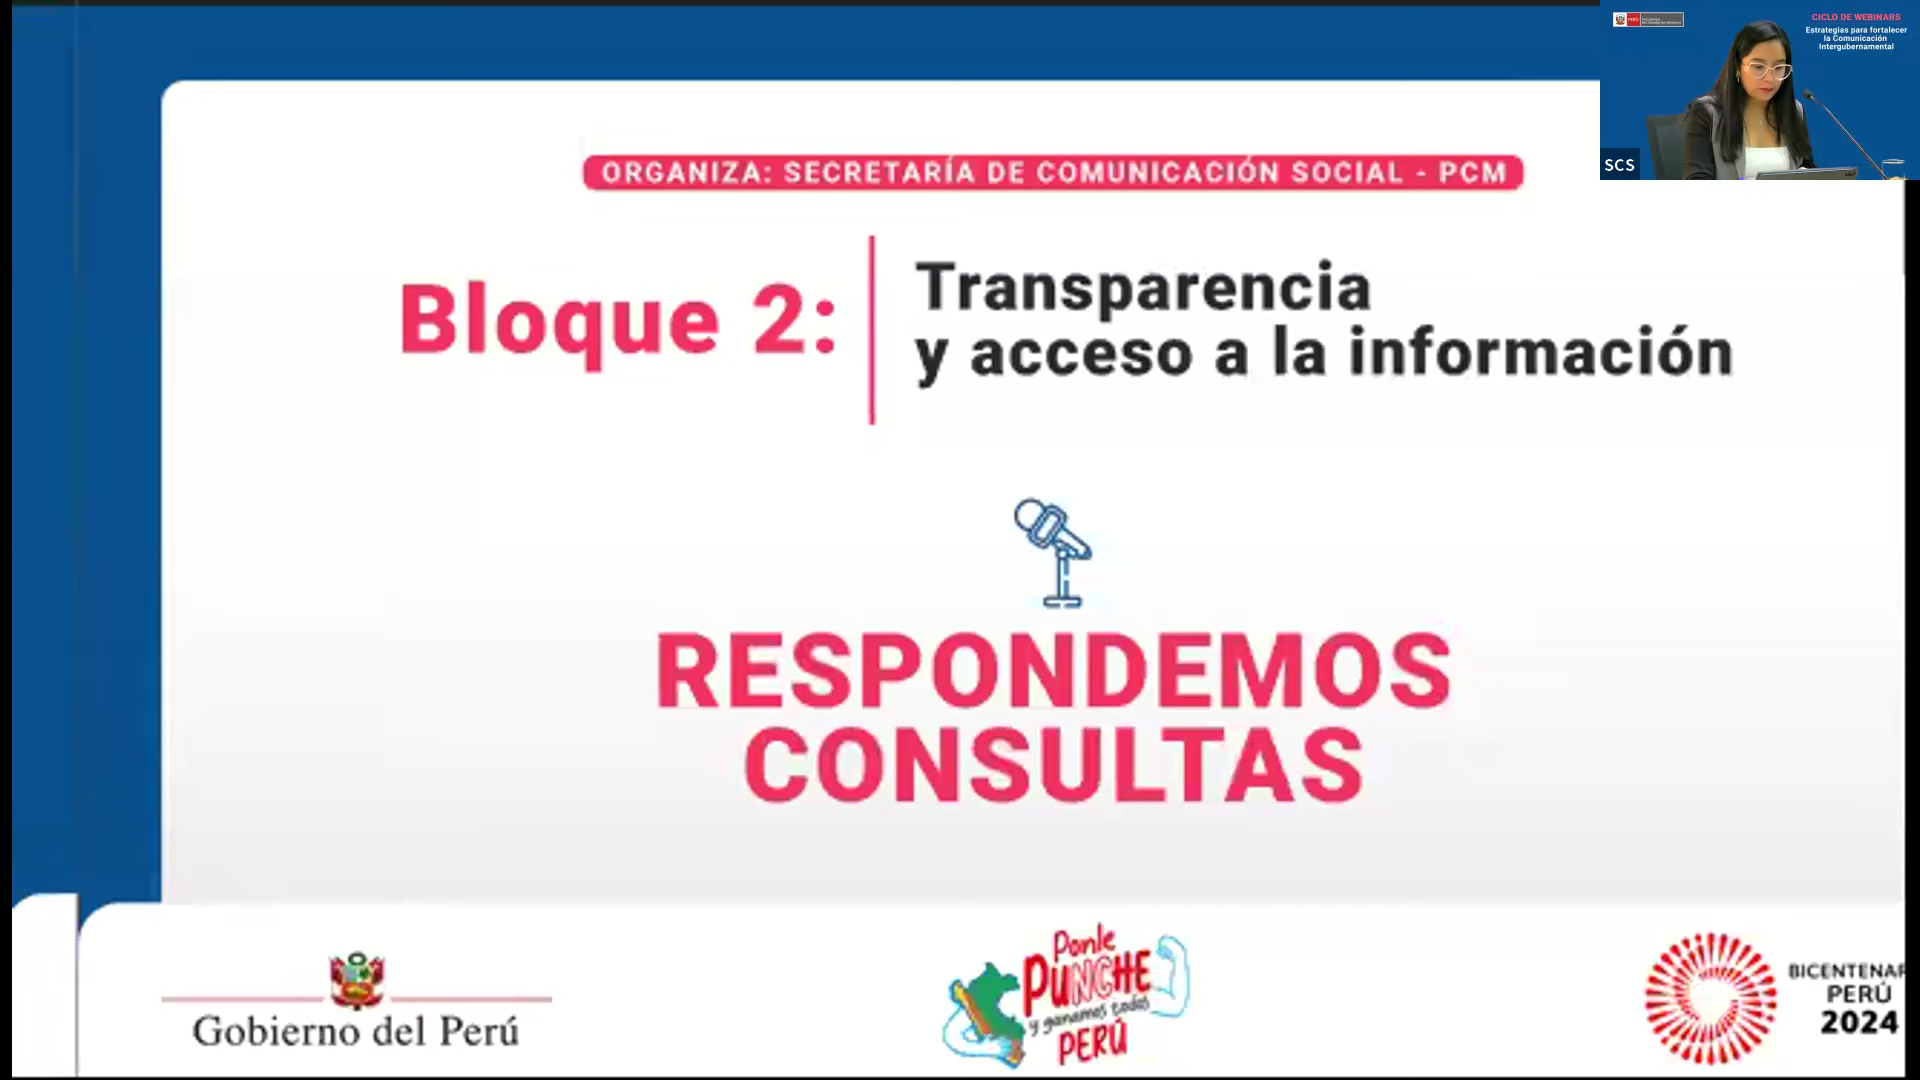 CICLO DE WEBINARS
Estrategias para fortalecer
la Comunicación
Intergubernamental
PERÚ
SCS
ORGANIZA: SECRETARÍA DE COMUNICACIÓN SOCIAL - PCM
Bloque 2:
Transparencia
y acceso a la información
RESPONDEMOS
CONSULTAS
Gobierno del Perú
Ponle
PUNCHE
y ganamos todos
PERÚ
BICENTENAR
PERÚ
2024